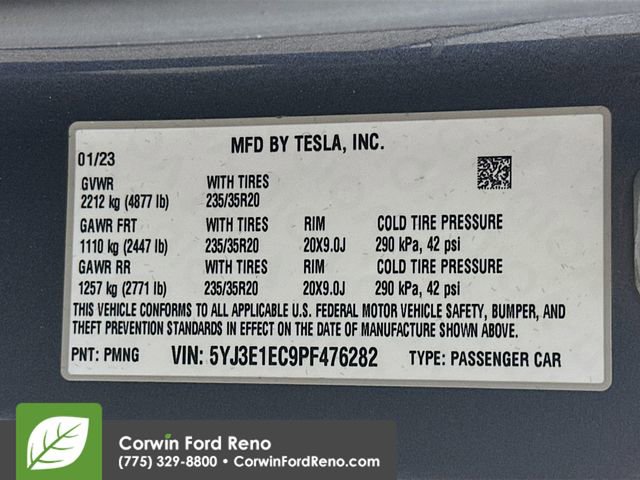 MFD BY TESLA, INC.
01/23
GVWR WITH TIRES
2212 kg (4877 lb) 235/35R20
GAWR FRT WITH TIRES RIM COLD TIRE PRESSURE
1110 kg (2447 lb) 235/35R20 20X9.0J 290 kPa, 42 psi
GAWR RR WITH TIRES RIM COLD TIRE PRESSURE
1257 kg (2771 lb) 235/35R20 20X9.0J 290 kPa, 42 psi
THIS VEHICLE CONFORMS TO ALL APPLICABLE U.S. FEDERAL MOTOR VEHICLE SAFETY, BUMPER, AND
THEFT PREVENTION STANDARDS IN EFFECT ON THE DATE OF MANUFACTURE SHOWN ABOVE.
PNT: PMNG VIN: 5YJ3E1EC9PF476282 TYPE: PASSENGER CAR
Corwin Ford Reno
(775) 329-8800 • CorwinFordReno.com